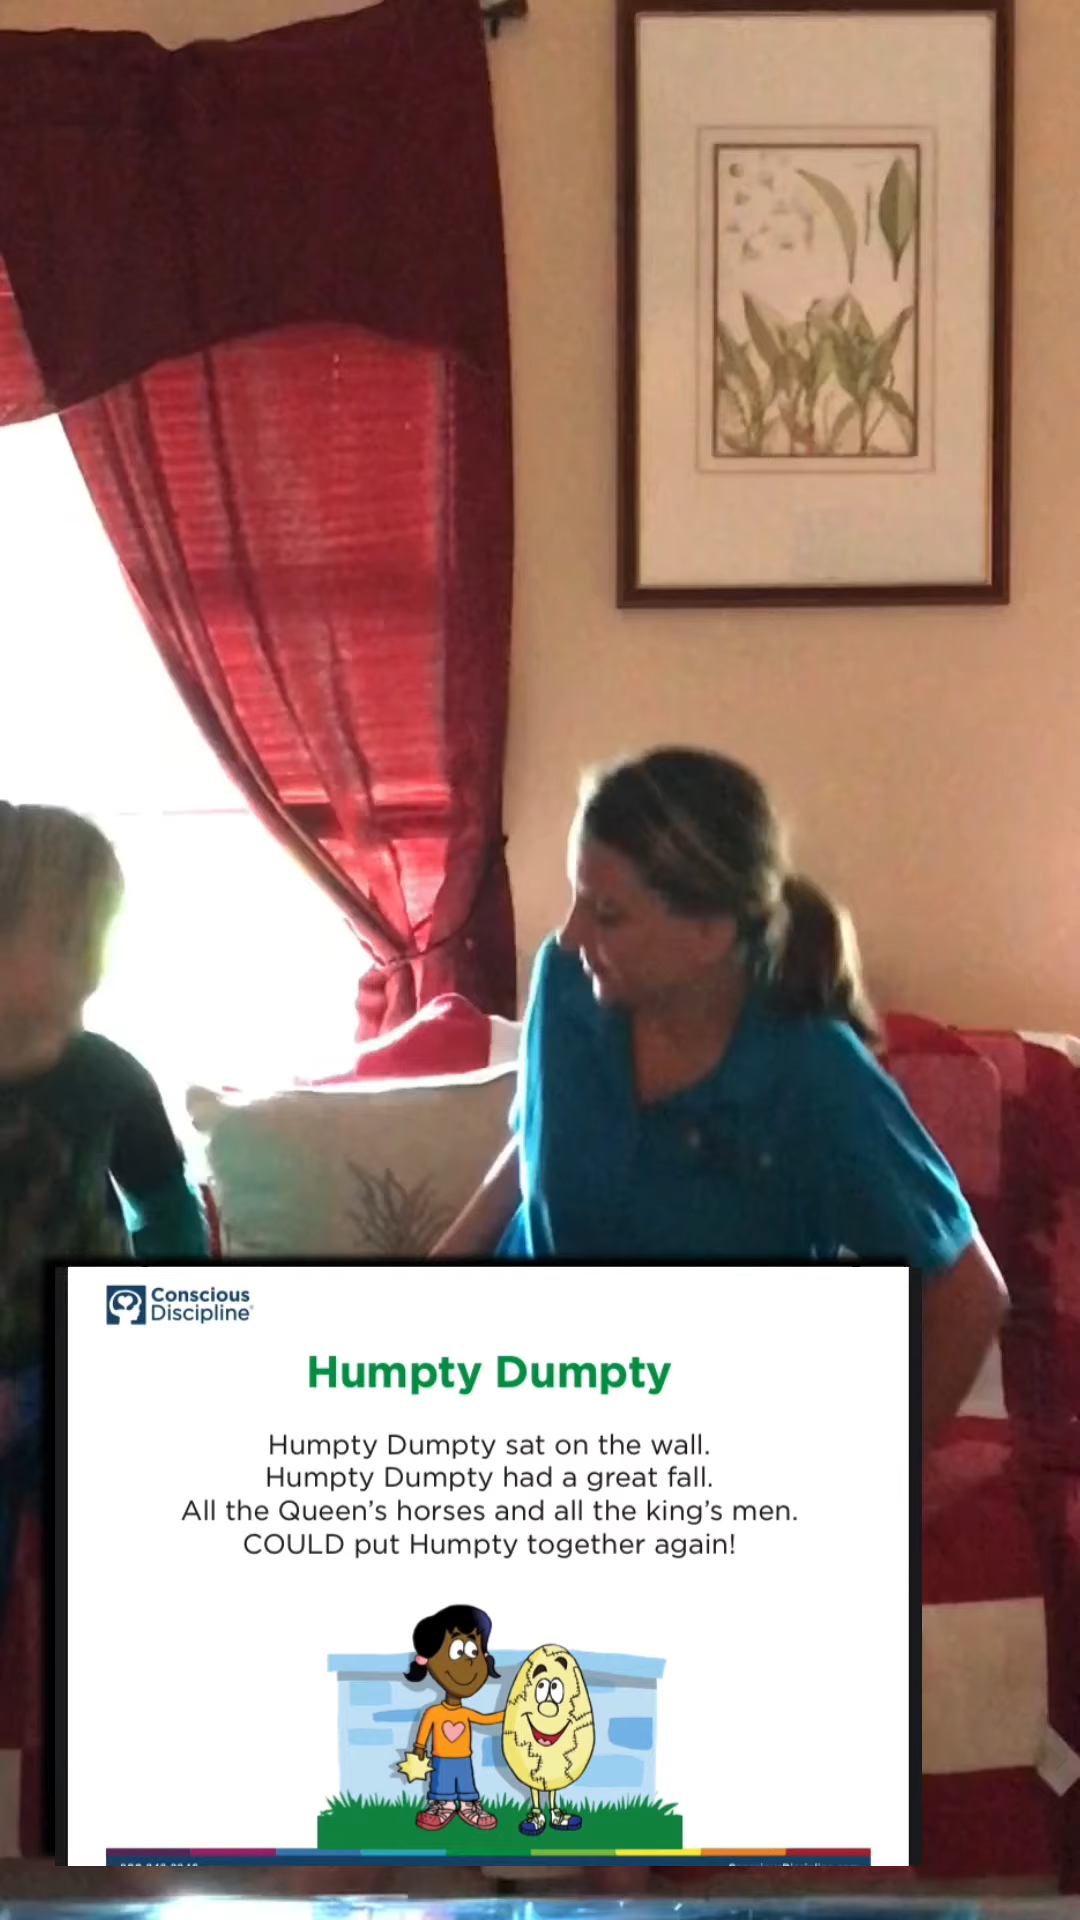 Conscious
Discipline®
Humpty Dumpty
Humpty Dumpty sat on the wall.
Humpty Dumpty had a great fall.
All the Queen's horses and all the king's men.
COULD put Humpty together again!